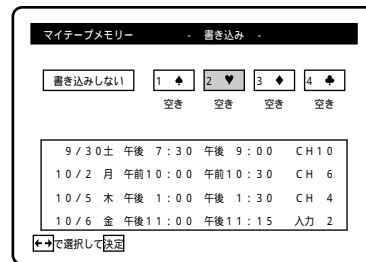 マイテープメモリー - 書き込み -
書き込みしない 1 ♠ 2 ♥ 3 ♦ 4 ♣
空き 空き 空き 空き
9/30土 午後 7:30 午後 9:00 CH10
10/2 月 午前10:00 午前10:30 CH 6
10/5 木 午後 1:00 午後 1:30 CH 4
10/6 金 午後11:00 午後11:15 入力 2
←→で選択して決定